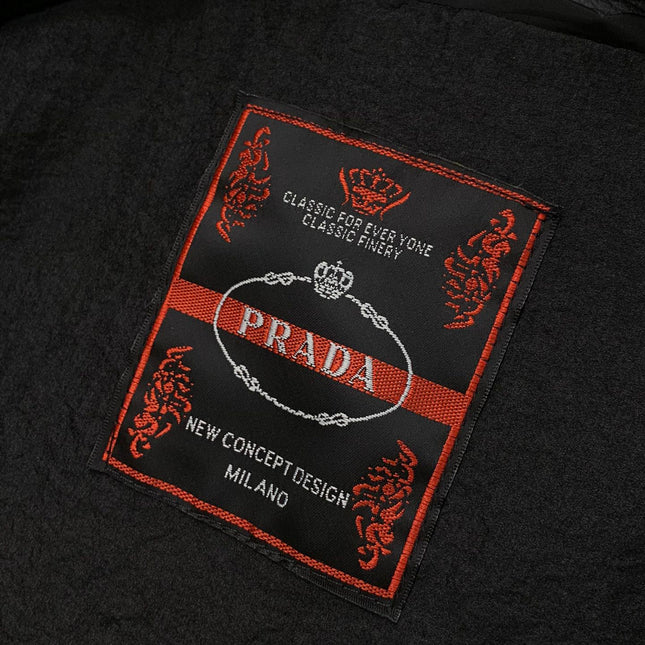 CLASSIC FOR EVER YONE
CLASSIC FINERY
PRADA
NEW CONCEPT DESIGN
MILANO